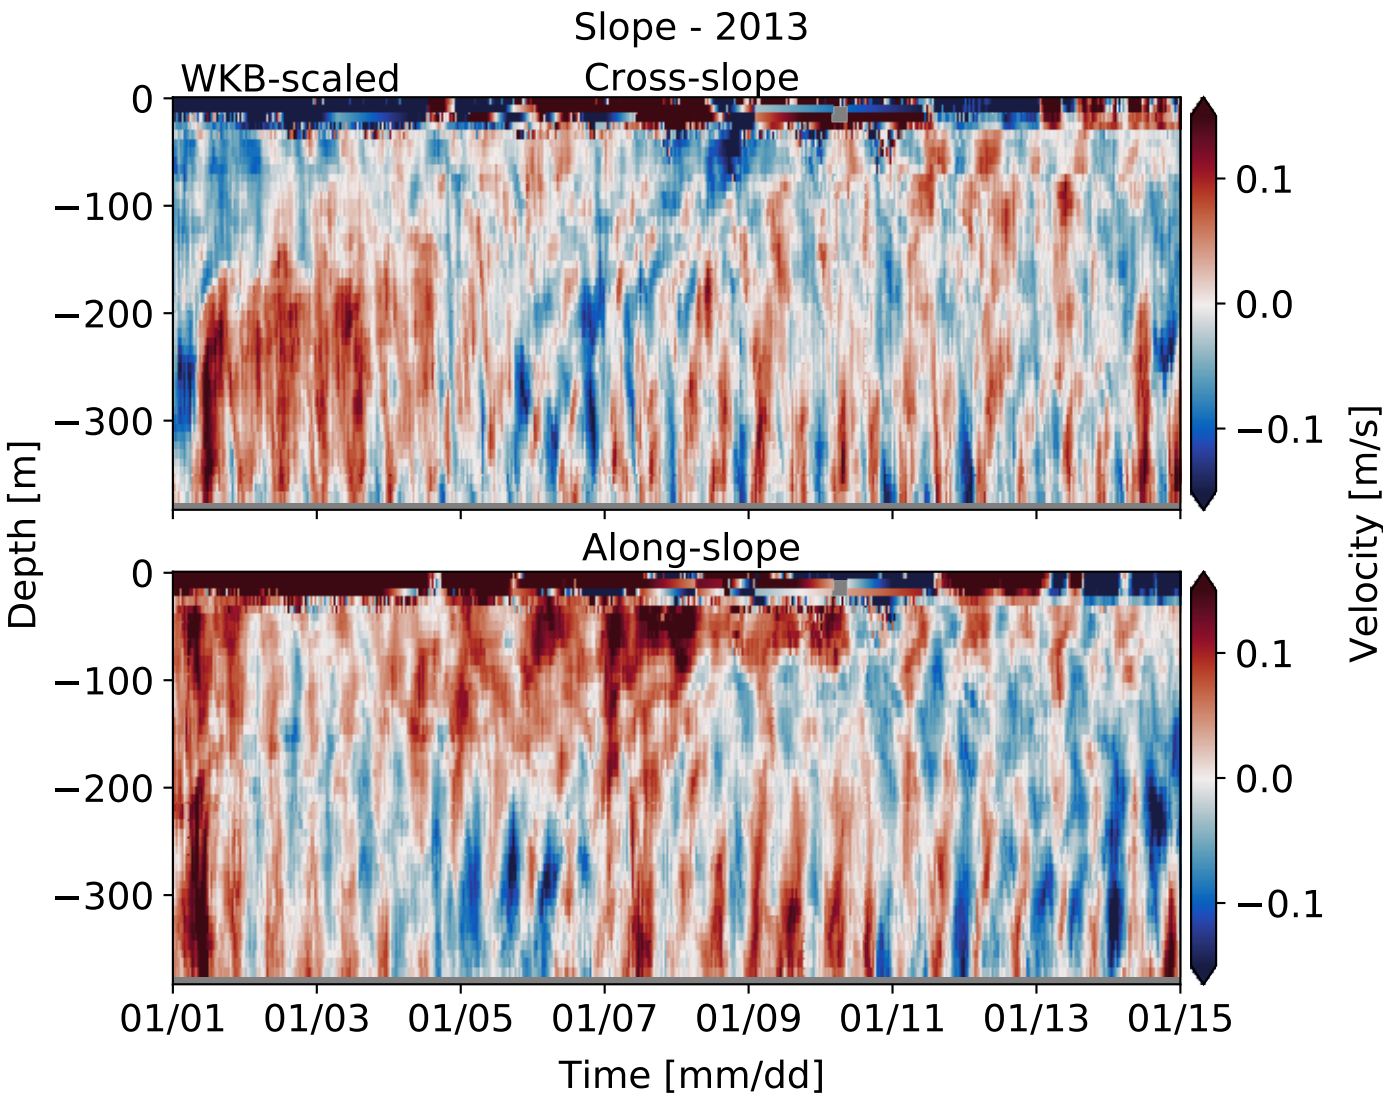 Slope - 2013
WKB-scaled
Cross-slope
0
−100
−200
−300
0.1
0.0
−0.1
Depth [m]
Velocity [m/s]
Along-slope
0
−100
−200
−300
0.1
0.0
−0.1
01/01 01/03 01/05 01/07 01/09 01/11 01/13 01/15
Time [mm/dd]